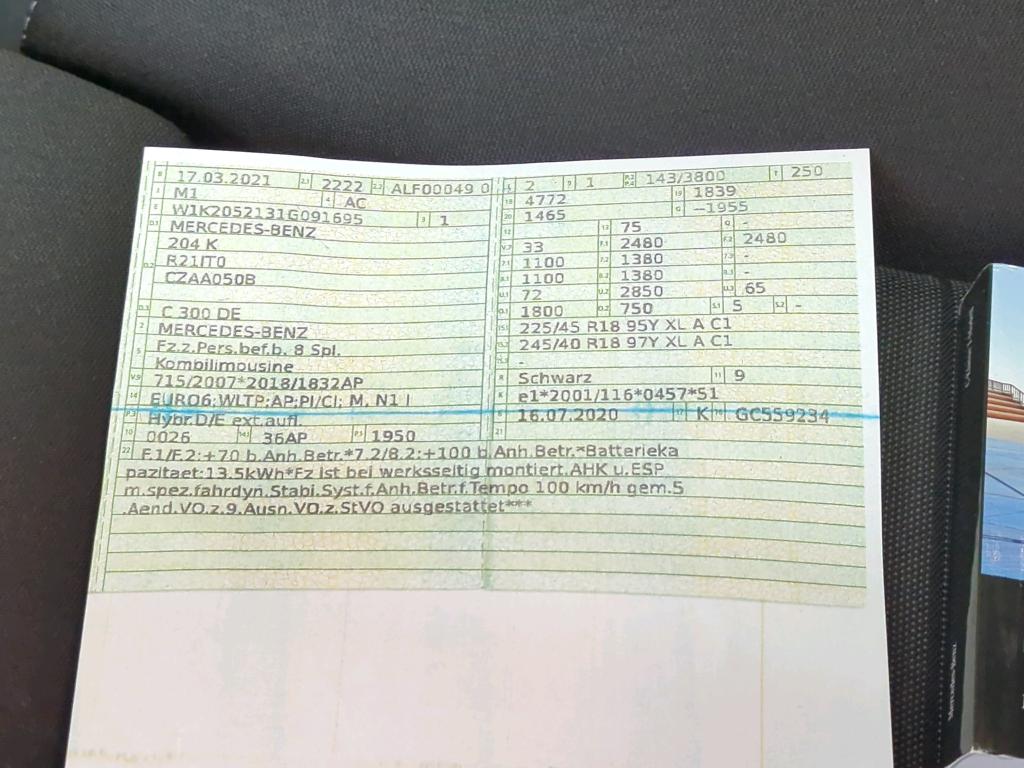 17.03.2021 2222 ALF00049 0
M1 AC
W1K2052131G091695 1
MERCEDES-BENZ
204 K
R21IT0
CZAA050B
C 300 DE
MERCEDES-BENZ
Fz.z.Pers.bef.b. 8 Spl.
Kombilimousine
715/2007*2018/1832AP
EURO6;WLTP;AP;PI/CI; M, N1 I
Hybr.D/E ext.aufl.
0026 36AP 1950
2 1 143/3800 250
4772 1839
1465 —1955
75 -
33 2480 2480
1100 1380 -
1100 1380 -
72 2850 65
1800 750 5 -
225/45 R18 95Y XL A C1
245/40 R18 97Y XL A C1
-
Schwarz 9
e1*2001/116*0457*51
16.07.2020 K GC559234
F.1/F.2:+70 b.Anh.Betr.*7.2/8.2:+100 b.Anh.Betr.*Batterieka
pazitaet:13.5kWh*Fz ist bei werksseitig montiert.AHK u.ESP
m.spez.fahrdyn.Stabi.Syst.f.Anh.Betr.f.Tempo 100 km/h gem.5
.Aend.VO.z.9.Ausn.VO.z.StVO ausgestattet***
Mercedes-Benz